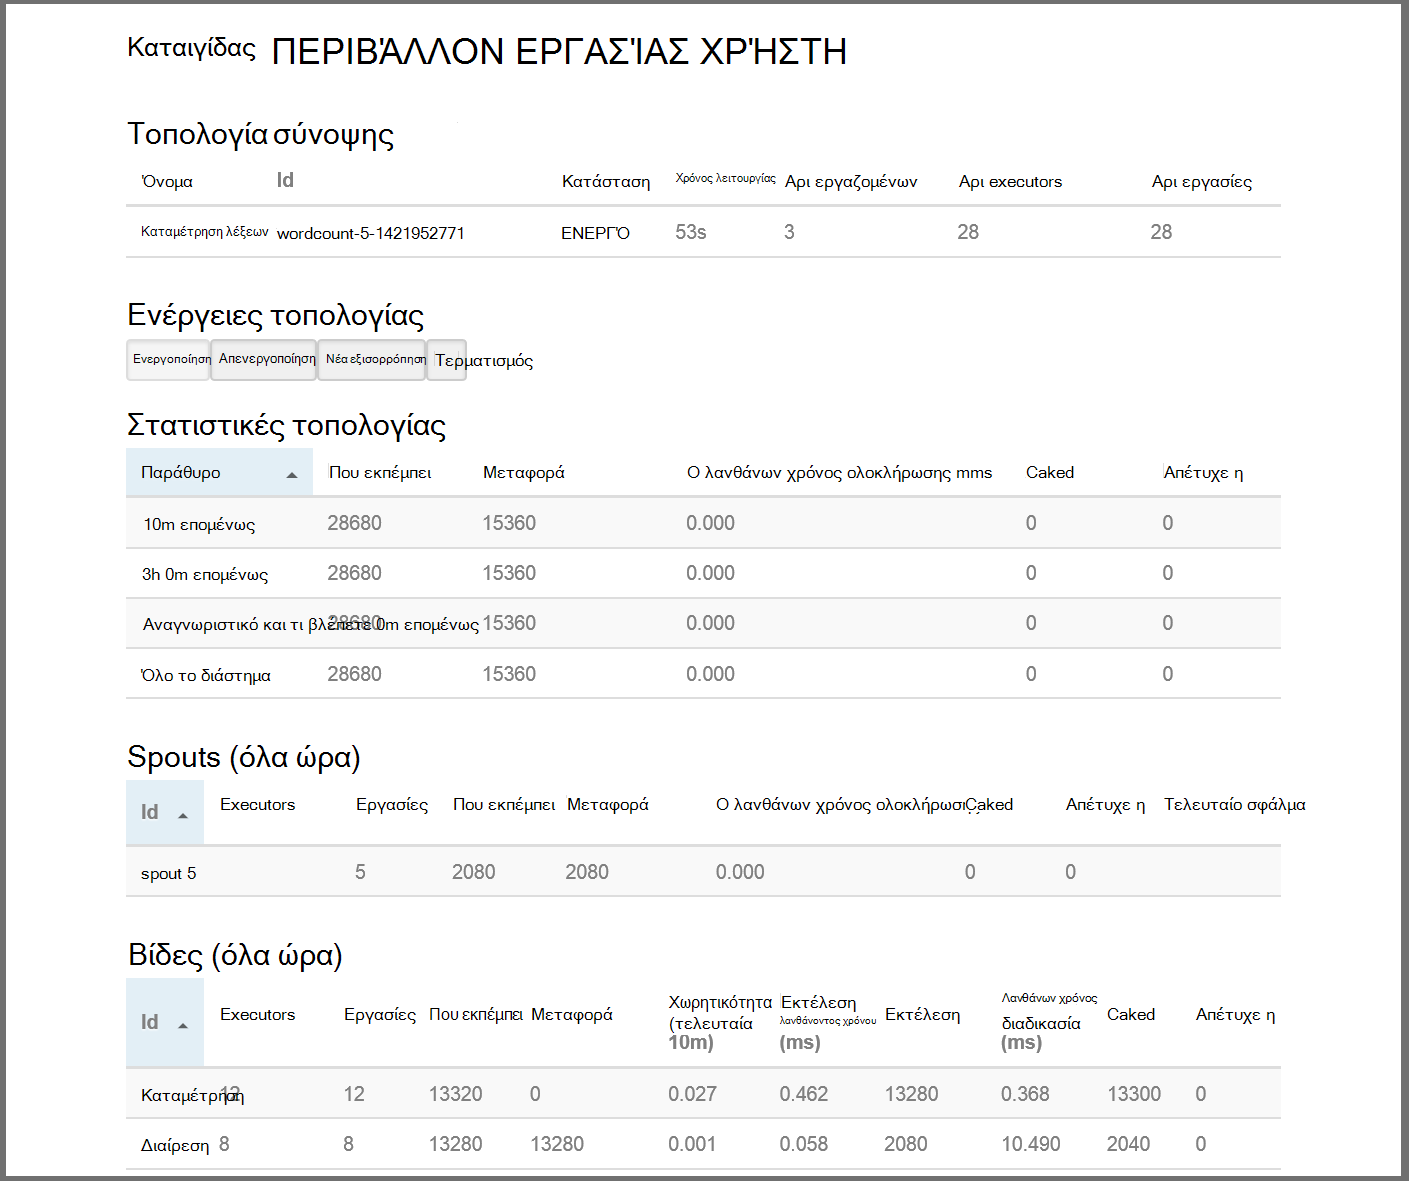 Καταιγίδας ΠΕΡΙΒΆΛΛΟΝ ΕΡΓΑΣΊΑΣ ΧΡΉΣΤΗ
Τοπολογία σύνοψης
Όνομα Id Κατάσταση Χρόνος λειτουργίας Αρι εργαζομένων Αρι executors Αρι εργασίες
Καταμέτρηση λέξεων wordcount-5-1421952771 ΕΝΕΡΓΌ 53s 3 28 28
Ενέργειες τοπολογίας
Ενεργοποίηση Απενεργοποίηση Νέα εξισορρόπηση Τερματισμός
Στατιστικές τοπολογίας
Παράθυρο Που εκπέμπει Μεταφορά Ο λανθάνων χρόνος ολοκλήρωσης mms Caked Απέτυχε η
10m επομένως 28680 15360 0.000 0 0
3h 0m επομένως 28680 15360 0.000 0 0
Αναγνωριστικό και τι βλέπετε 0m επομένως 28680 15360 0.000 0 0
Όλο το διάστημα 28680 15360 0.000 0 0
Spouts (όλα ώρα)
Id Executors Εργασίες Που εκπέμπει Μεταφορά Ο λανθάνων χρόνος ολοκλήρωσι Caked Απέτυχε η Τελευταίο σφάλμα
spout 5 5 2080 2080 0.000 0 0
Βίδες (όλα ώρα)
Id Executors Εργασίες Που εκπέμπει Μεταφορά Χωρητικότητα (τελευταία 10m) Εκτέλεση λανθάνοντος χρόνου (ms) Εκτέλεση Λανθάνων χρόνος διαδικασία (ms) Caked Απέτυχε η
Καταμέτρηση 12 12 13320 0 0.027 0.462 13280 0.368 13300 0
Διαίρεση 8 8 13280 13280 0.001 0.058 2080 10.490 2040 0